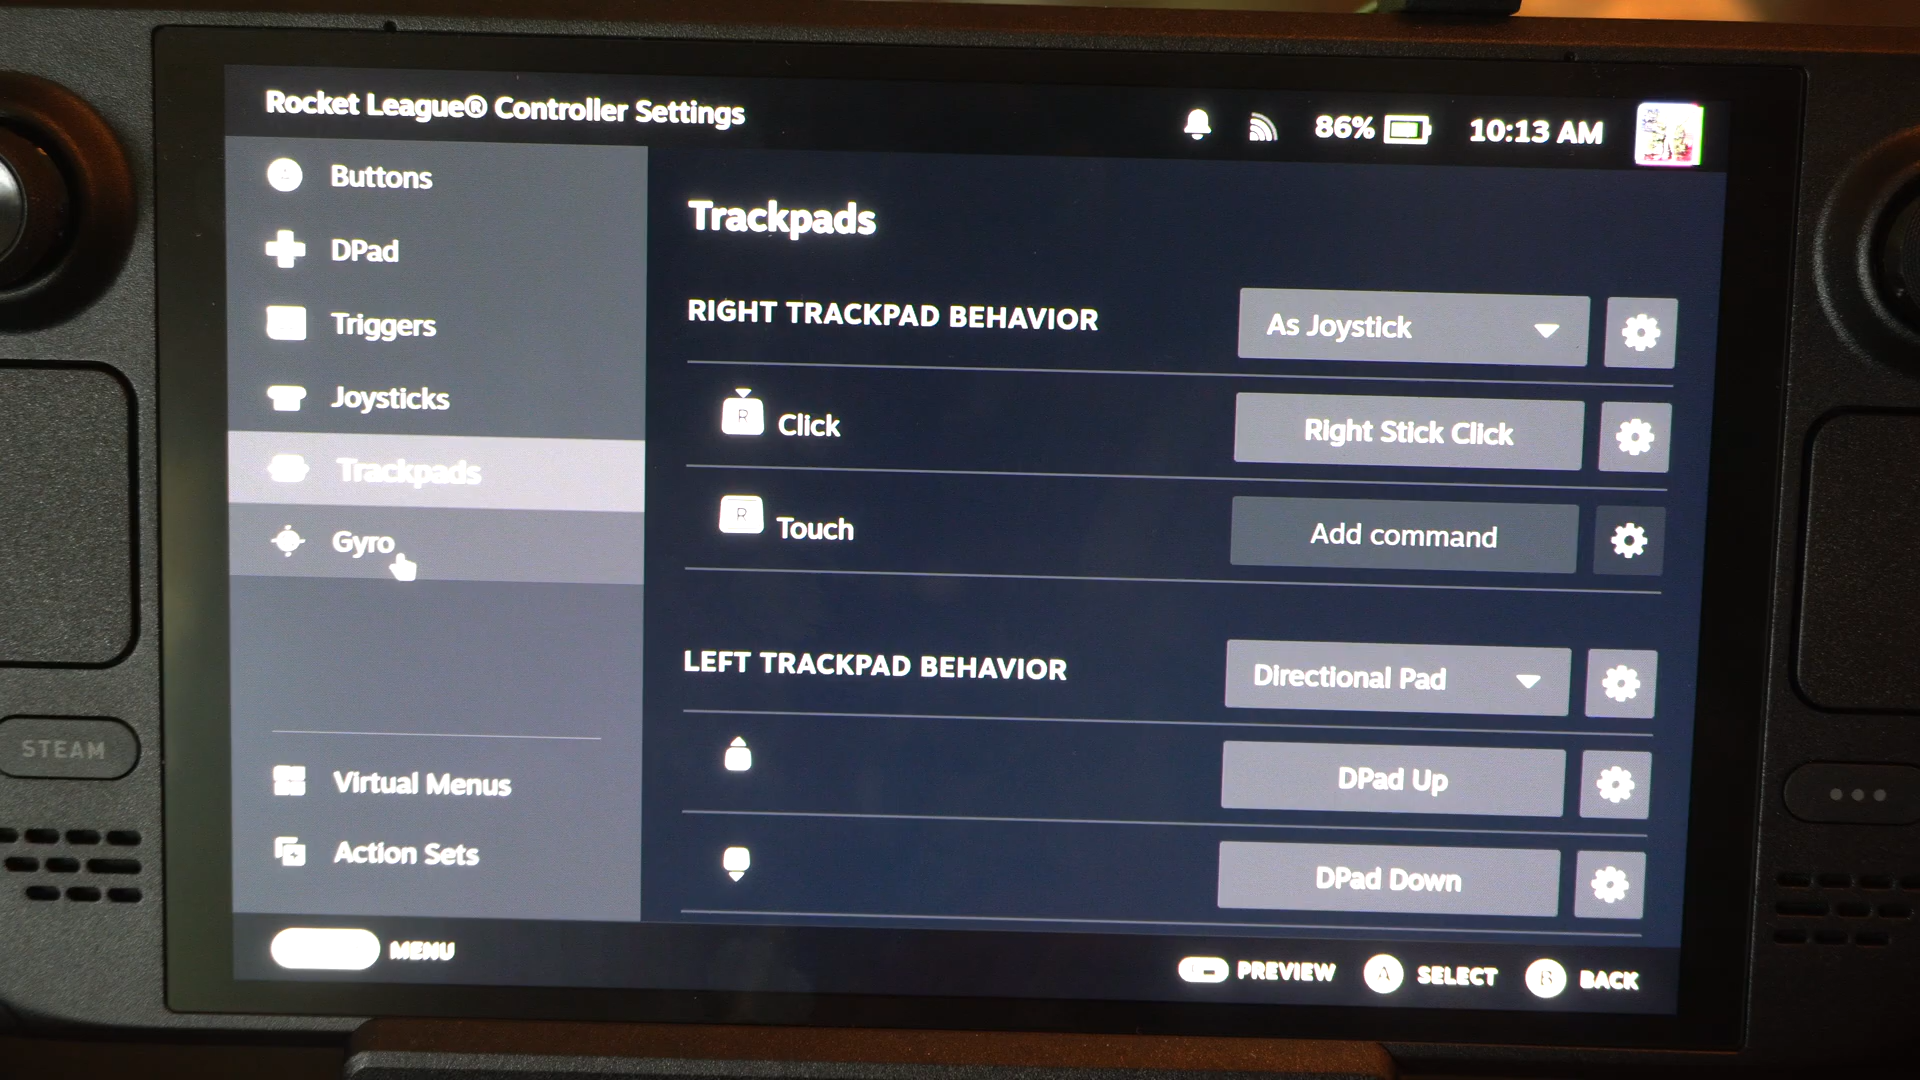 Rocket League® Controller Settings
86%
10:13 AM
Buttons
DPad
Triggers
Joysticks
Trackpads
Gyro
Virtual Menus
Action Sets
Trackpads
RIGHT TRACKPAD BEHAVIOR
As Joystick
R Click
Right Stick Click
R Touch
Add command
LEFT TRACKPAD BEHAVIOR
Directional Pad
DPad Up
DPad Down
MENU
PREVIEW
A SELECT
B BACK
STEAM